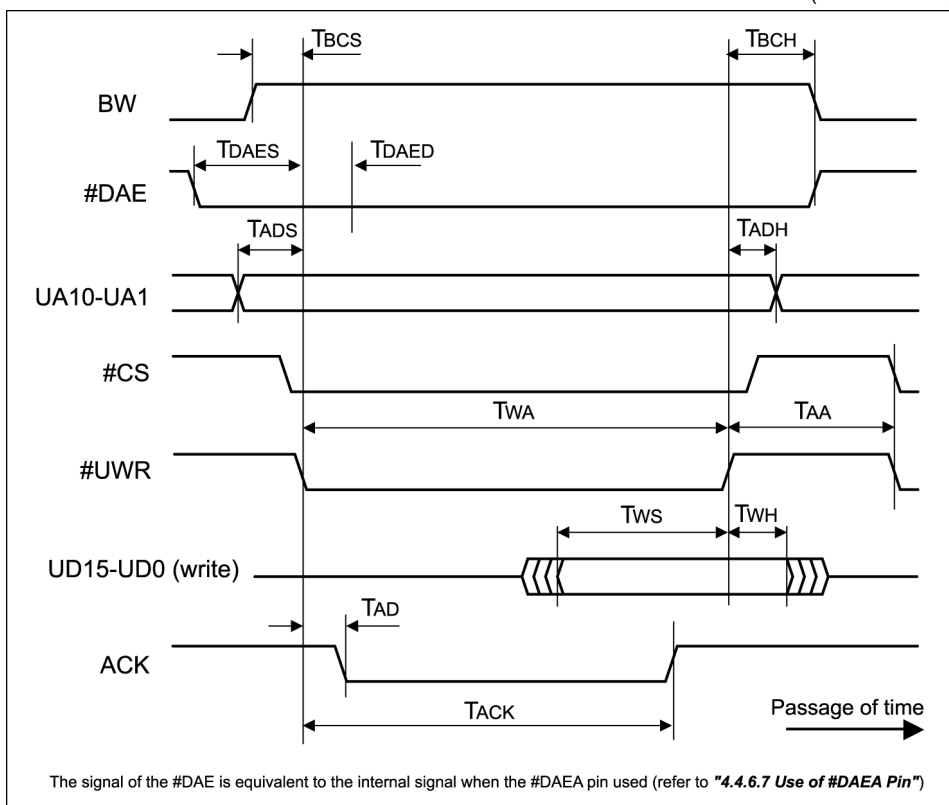 TBCS
TBCH
BW
TDAES
TDAED
#DAE
TADS
TADH
UA10-UA1
#CS
TWA
TAA
#UWR
TWS
TWH
UD15-UD0 (write)
TAD
ACK
TACK
Passage of time
The signal of the #DAE is equivalent to the internal signal when the #DAEA pin used (refer to "4.4.6.7 Use of #DAEA Pin")